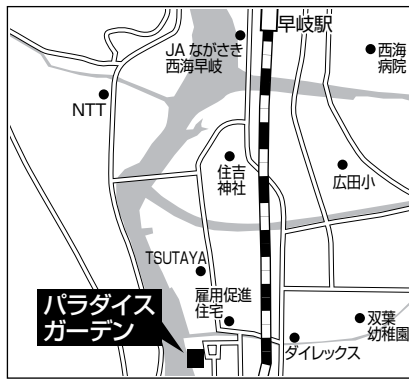 早岐駅
JAながさき
西海早岐
西海
病院
NTT
住吉
神社
広田小
TSUTAYA
雇用促進
住宅
パラダイス
ガーデン
双葉
幼稚園
ダイレックス